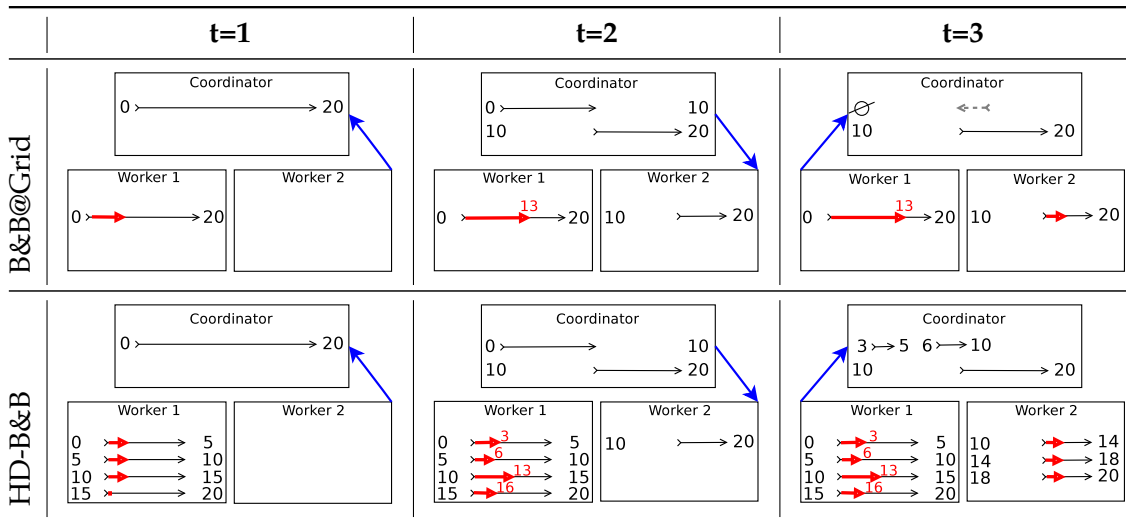 t=1 t=2 t=3
B&B@Grid
Coordinator
0 20
Worker 1
0 20
Worker 2
Coordinator
0 10
10 20
Worker 1
13
0 20
Worker 2
10 20
Coordinator
10 20
Worker 1
13
0 20
Worker 2
10 20
HD-B&B
Coordinator
0 20
Worker 1
0 5
5 10
10 15
15 20
Worker 2
Coordinator
0 10
10 20
Worker 1
0 3 5
5 6 10
10 13 15
15 16 20
Worker 2
10 20
Coordinator
3 5 6 10
10 20
Worker 1
0 3 5
5 6 10
10 13 15
15 16 20
Worker 2
10 14
14 18
18 20